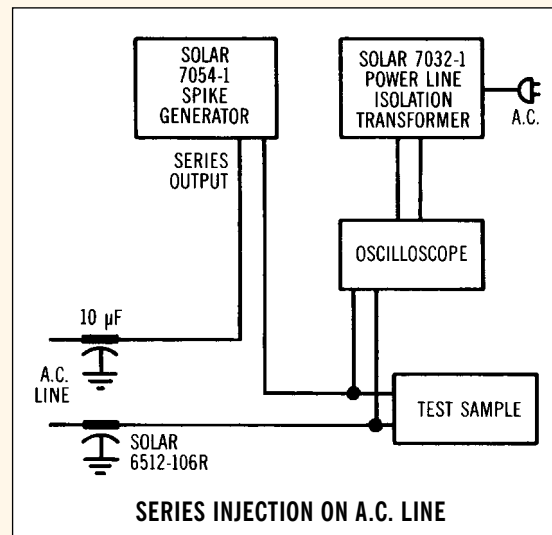 SOLAR
7054-1
SPIKE
GENERATOR
SOLAR 7032-1
POWER LINE
ISOLATION
TRANSFORMER
A.C.
SERIES
OUTPUT
OSCILLOSCOPE
10 µF
A.C.
LINE
TEST SAMPLE
SOLAR
6512-106R
SERIES INJECTION ON A.C. LINE